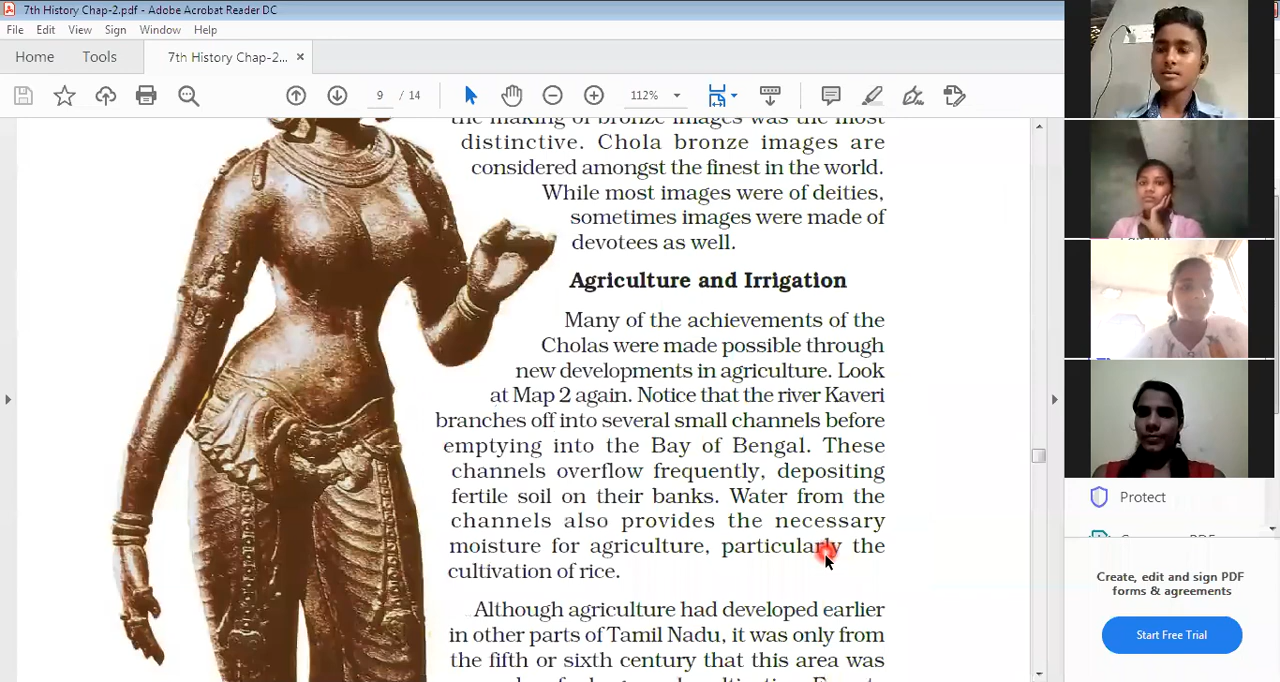 7th History Chap-2.pdf - Adobe Acrobat Reader DC
File Edit View Sign Window Help
Home Tools 7th History Chap-2... ×
9 / 14 112%
the making of bronze images was the most
distinctive. Chola bronze images are
considered amongst the finest in the world.
While most images were of deities,
sometimes images were made of
devotees as well.
Agriculture and Irrigation
Many of the achievements of the
Cholas were made possible through
new developments in agriculture. Look
at Map 2 again. Notice that the river Kaveri
branches off into several small channels before
emptying into the Bay of Bengal. These
channels overflow frequently, depositing
fertile soil on their banks. Water from the
channels also provides the necessary
moisture for agriculture, particularly the
cultivation of rice.
Although agriculture had developed earlier
in other parts of Tamil Nadu, it was only from
the fifth or sixth century that this area was
Protect
Create, edit and sign PDF
forms & agreements
Start Free Trial